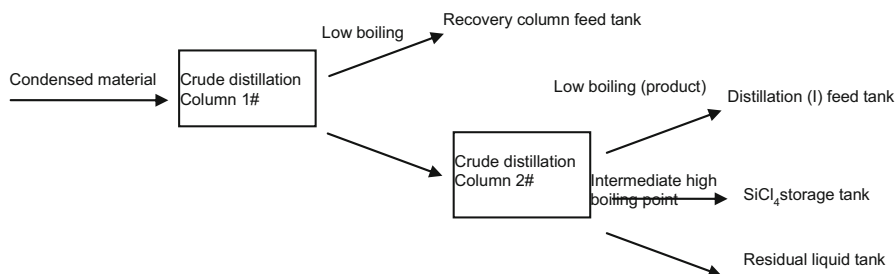 Low boiling
Recovery column feed tank
Condensed material
Crude distillation
Column 1#
Low boiling (product)
Distillation (I) feed tank
Crude distillation
Column 2#
Intermediate high
boiling point
SiCl₄storage tank
Residual liquid tank